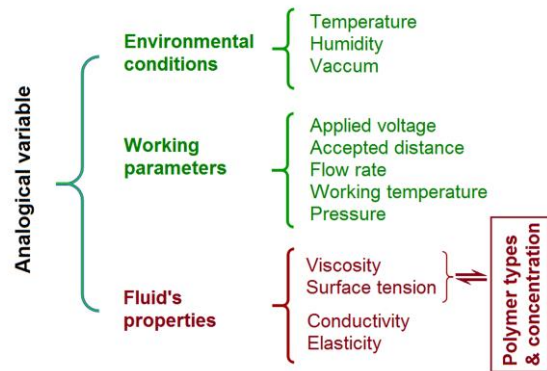 Analogical variable
Environmental
conditions
Temperature
Humidity
Vaccum
Working
parameters
Applied voltage
Accepted distance
Flow rate
Working temperature
Pressure
Fluid's
properties
Viscosity
Surface tension
Conductivity
Elasticity
Polymer types
& concentration